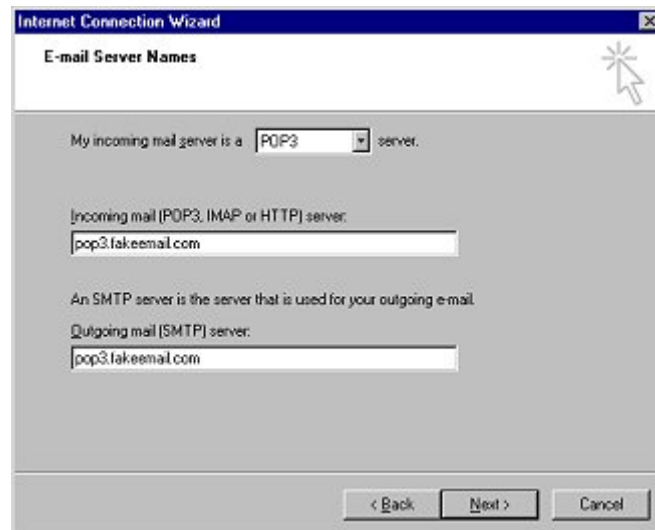 Internet Connection Wizard
E-mail Server Names
My incoming mail server is a POP3 server.
Incoming mail (POP3, IMAP or HTTP) server:
pop3.fakeemail.com
An SMTP server is the server that is used for your outgoing e-mail.
Outgoing mail (SMTP) server:
pop3.fakeemail.com
< Back Next > Cancel